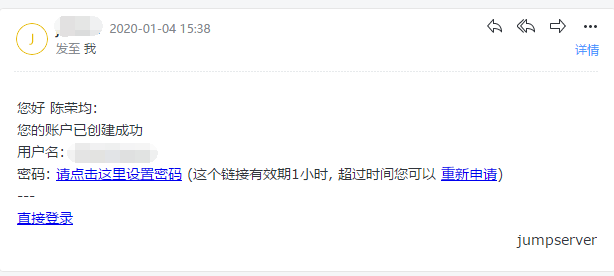 J
2020-01-04 15:38
发至 我
详情
您好 陈荣均:
您的账户已创建成功
用户名:
密码: 请点击这里设置密码 (这个链接有效期1小时, 超过时间您可以 重新申请)
---
直接登录
jumpserver